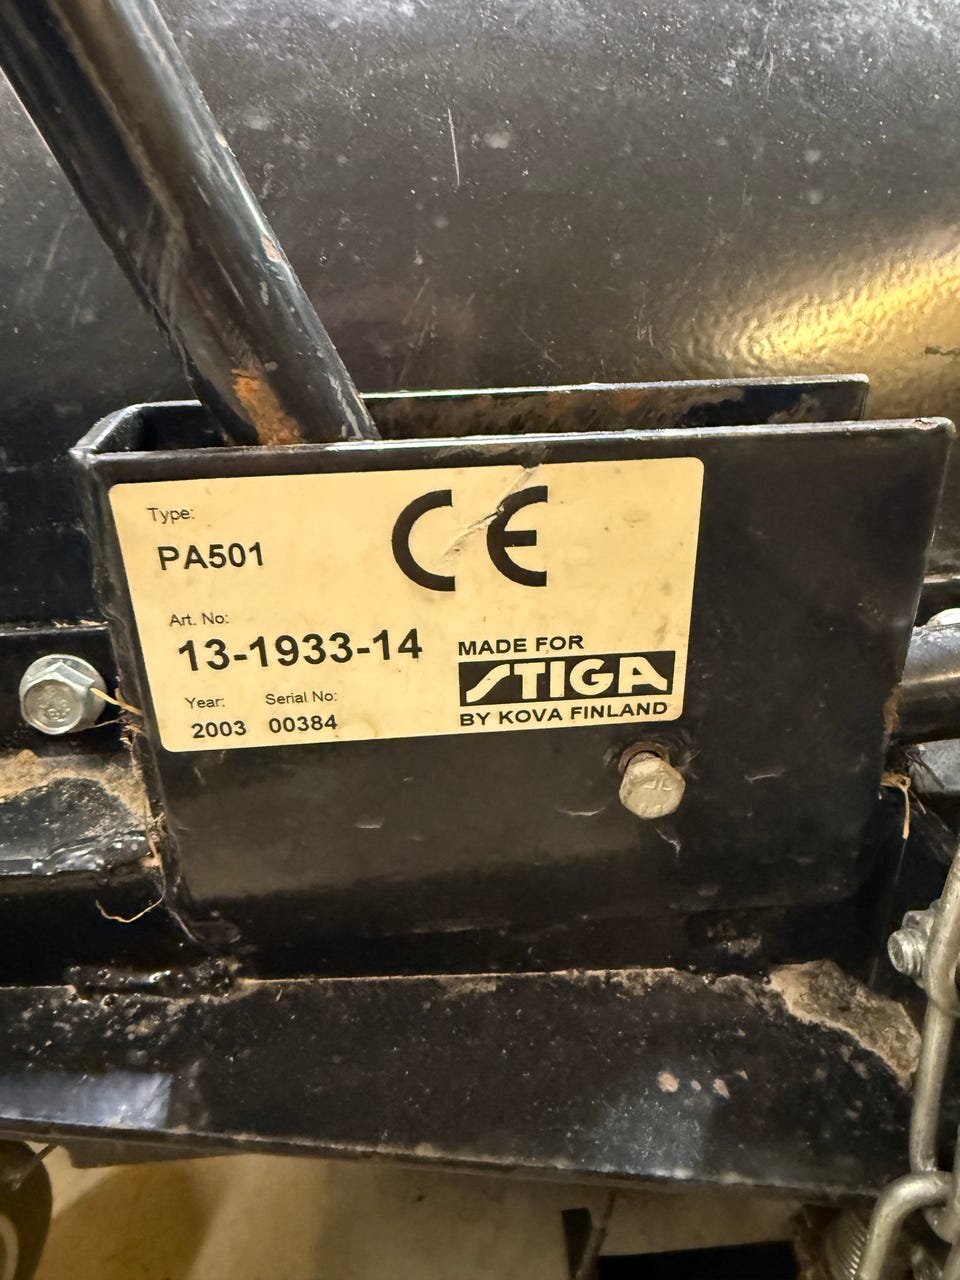 Type:
PA501
CE
Art. No:
13-1933-14
MADE FOR
STIGA
BY KOVA FINLAND
Year: Serial No:
2003 00384